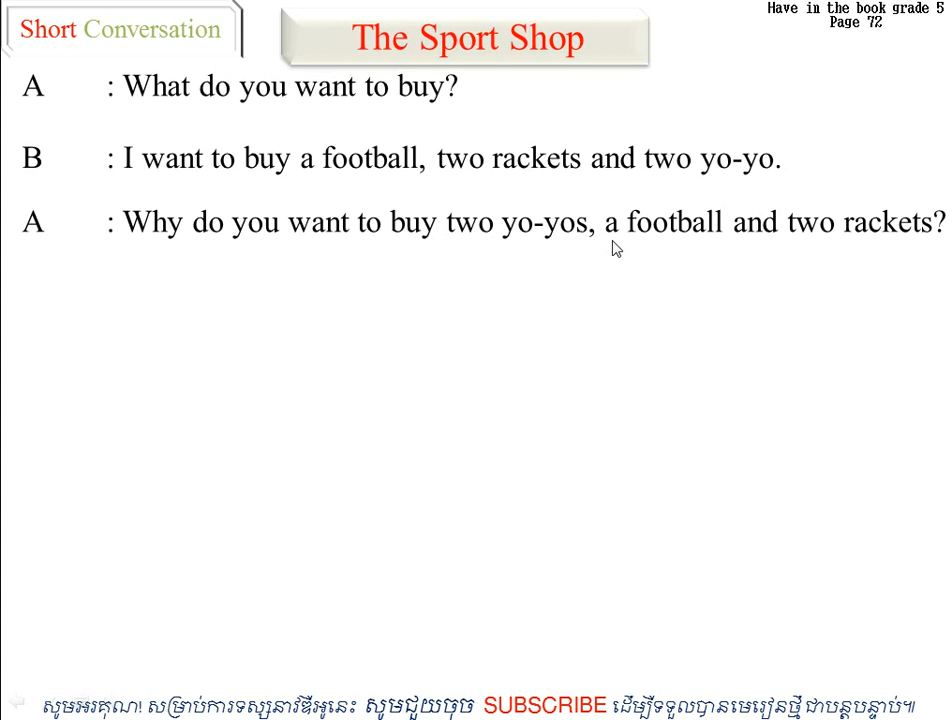 Have in the book grade 5
Page 72
Short Conversation
The Sport Shop
A : What do you want to buy?
B : I want to buy a football, two rackets and two yo-yo.
A : Why do you want to buy two yo-yos, a football and two rackets?
សូមអរគុណ! សម្រាប់ការទស្សនាវីឌីអូនេះ សូមជួយចុច SUBSCRIBE ដើម្បីទទួលបានមេរៀនថ្មីជាបន្តបន្ទាប់៕